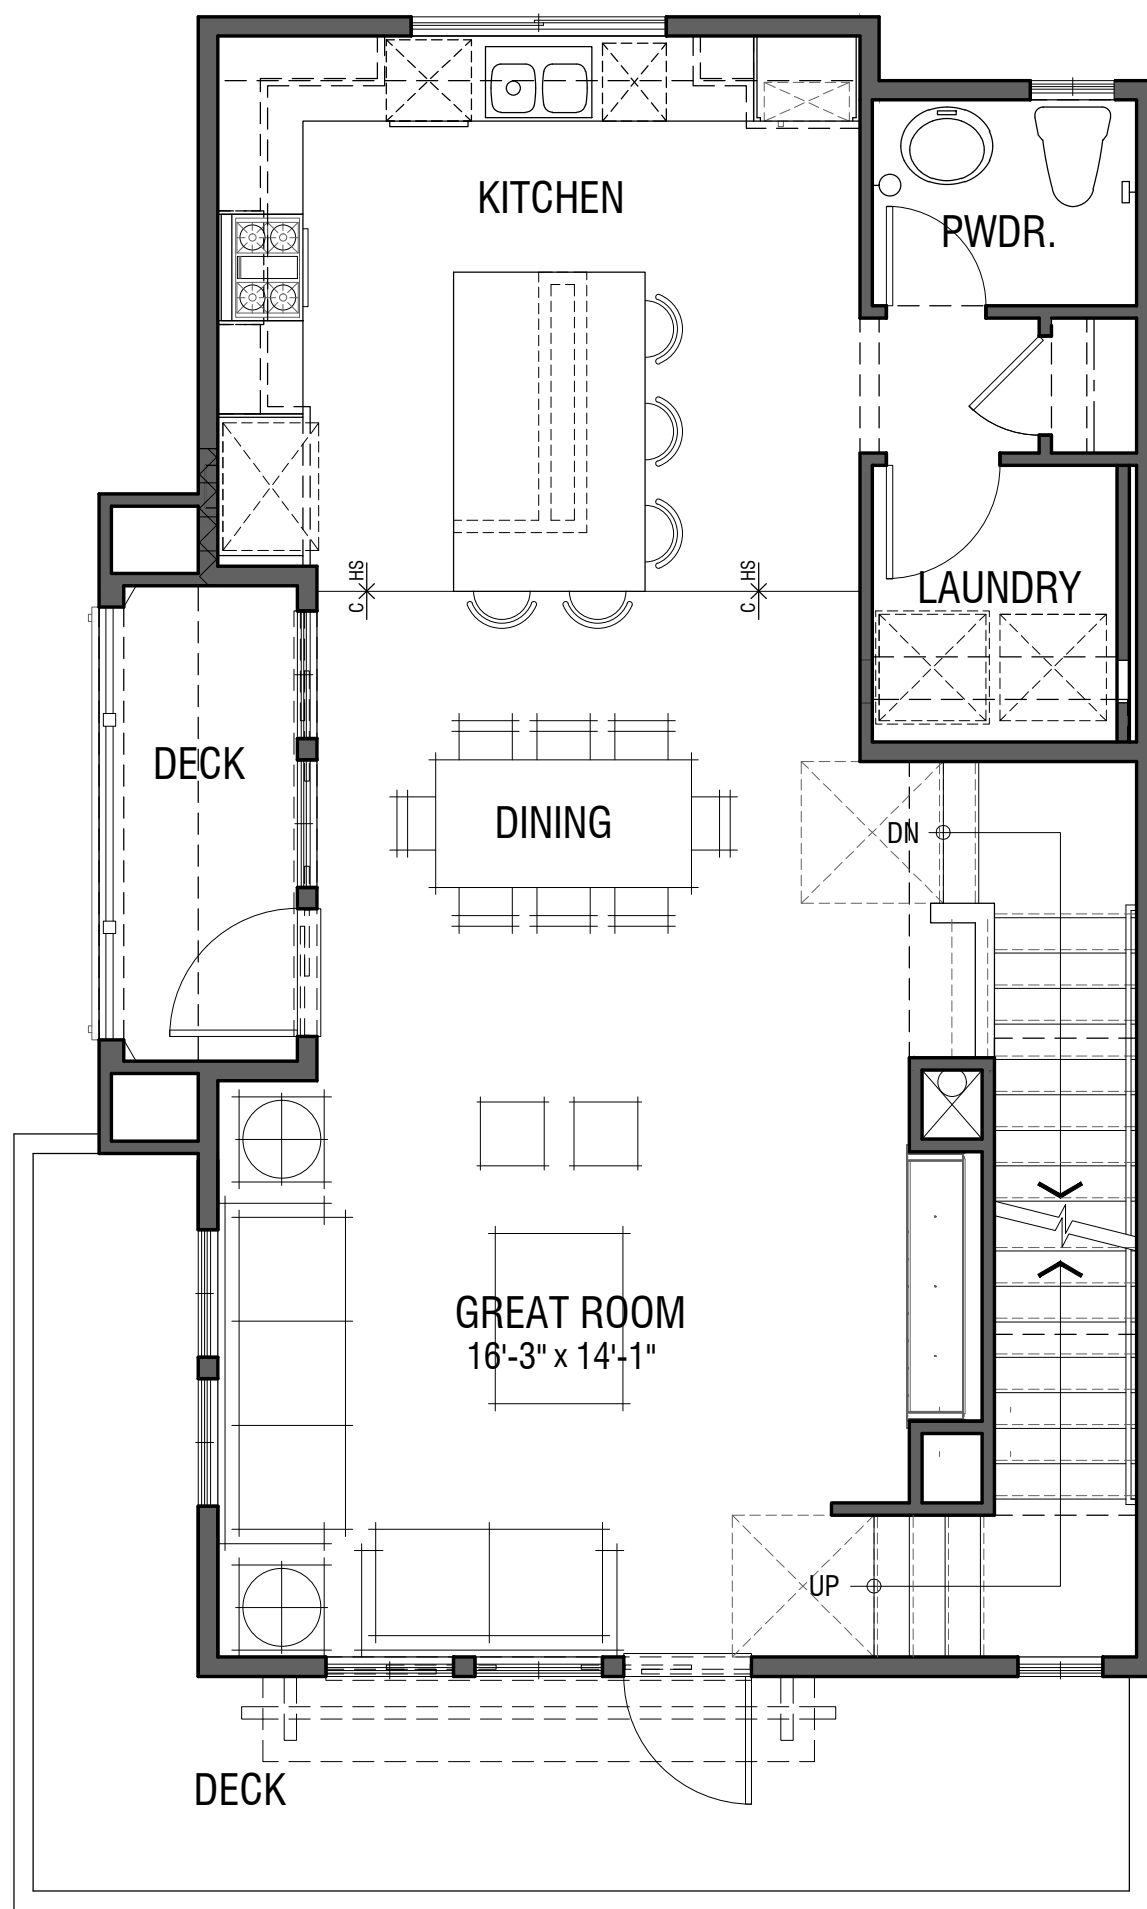 KITCHEN
PWDR.
C HS
C HS
LAUNDRY
DECK
DINING
DN
GREAT ROOM
16'-3" x 14'-1"
UP
DECK